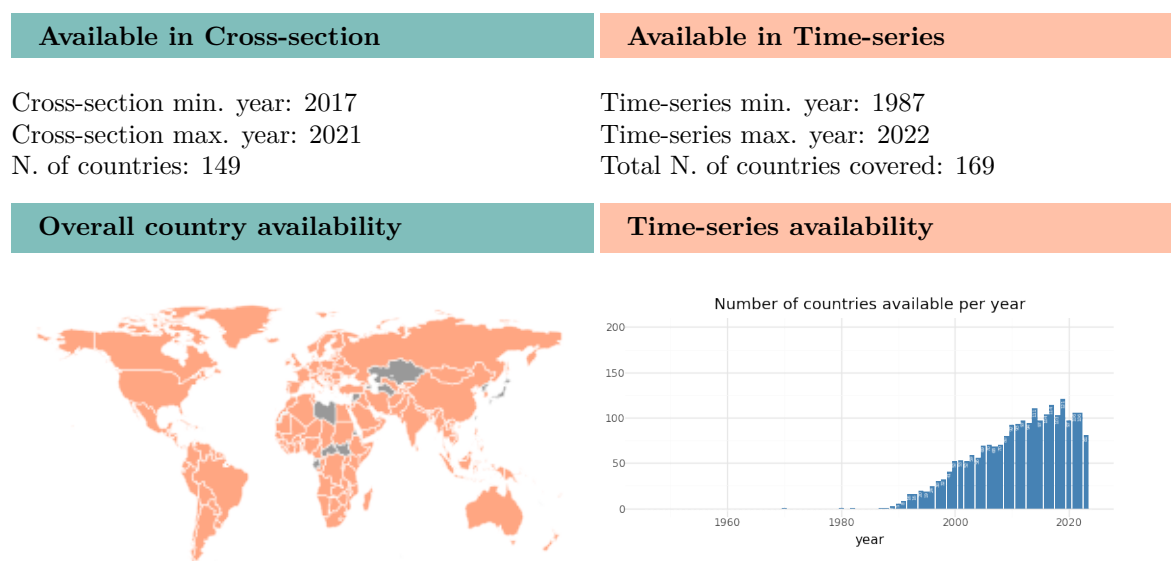 Available in Cross-section
Available in Time-series
Cross-section min. year: 2017
Cross-section max. year: 2021
N. of countries: 149
Time-series min. year: 1987
Time-series max. year: 2022
Total N. of countries covered: 169
Overall country availability
Time-series availability
Number of countries available per year
200
150
100
50
0
1960 1980 2000 2020
year